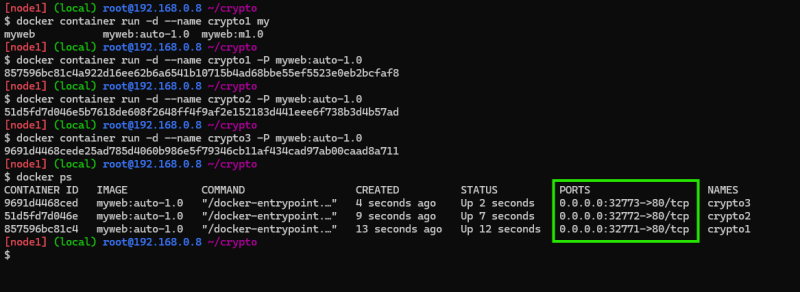 [node1] (local) root@192.168.0.8 ~/crypto
$ docker container run -d --name crypto1 my
myweb            myweb:auto-1.0  myweb:m1.0
[node1] (local) root@192.168.0.8 ~/crypto
$ docker container run -d --name crypto1 -P myweb:auto-1.0
857596bc81c4a922d16ee62b6a6541b10715b4ad68bbe55ef5523e0eb2bcfaf8
[node1] (local) root@192.168.0.8 ~/crypto
$ docker container run -d --name crypto2 -P myweb:auto-1.0
51d5fd7d046e5b7618de608f2648ff4f9af2e152183d441eee6f738b3d4b57ad
[node1] (local) root@192.168.0.8 ~/crypto
$ docker container run -d --name crypto3 -P myweb:auto-1.0
9691d4468cede25ad785d4060b986e5f79346cb11af434cad97ab00caad8a711
[node1] (local) root@192.168.0.8 ~/crypto
$ docker ps
CONTAINER ID   IMAGE            COMMAND                  CREATED          STATUS          PORTS                   NAMES
9691d4468ced   myweb:auto-1.0   "/docker-entrypoint.…"   4 seconds ago    Up 2 seconds    0.0.0.0:32773->80/tcp   crypto3
51d5fd7d046e   myweb:auto-1.0   "/docker-entrypoint.…"   9 seconds ago    Up 7 seconds    0.0.0.0:32772->80/tcp   crypto2
857596bc81c4   myweb:auto-1.0   "/docker-entrypoint.…"   13 seconds ago   Up 12 seconds   0.0.0.0:32771->80/tcp   crypto1
[node1] (local) root@192.168.0.8 ~/crypto
$